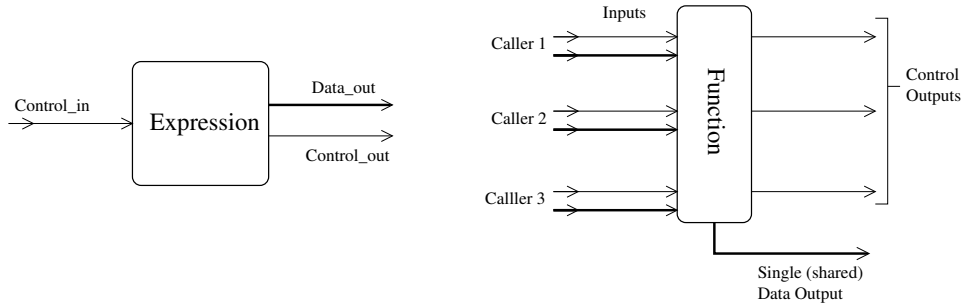 Control_in
Expression
Data_out
Control_out
Inputs
Caller 1
Caller 2
Calller 3
Function
Control
Outputs
Single (shared)
Data Output